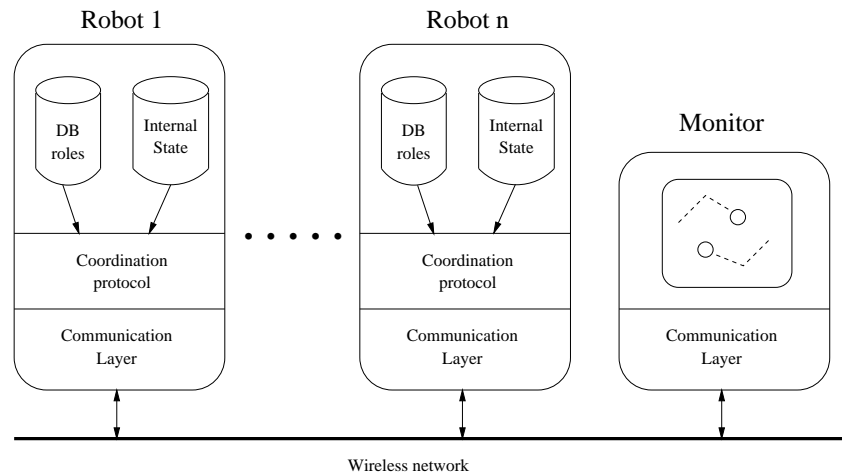 Robot 1
DB
roles
Internal
State
Coordination
protocol
Communication
Layer
Robot n
DB
roles
Internal
State
Coordination
protocol
Communication
Layer
Monitor
Communication
Layer
Wireless network